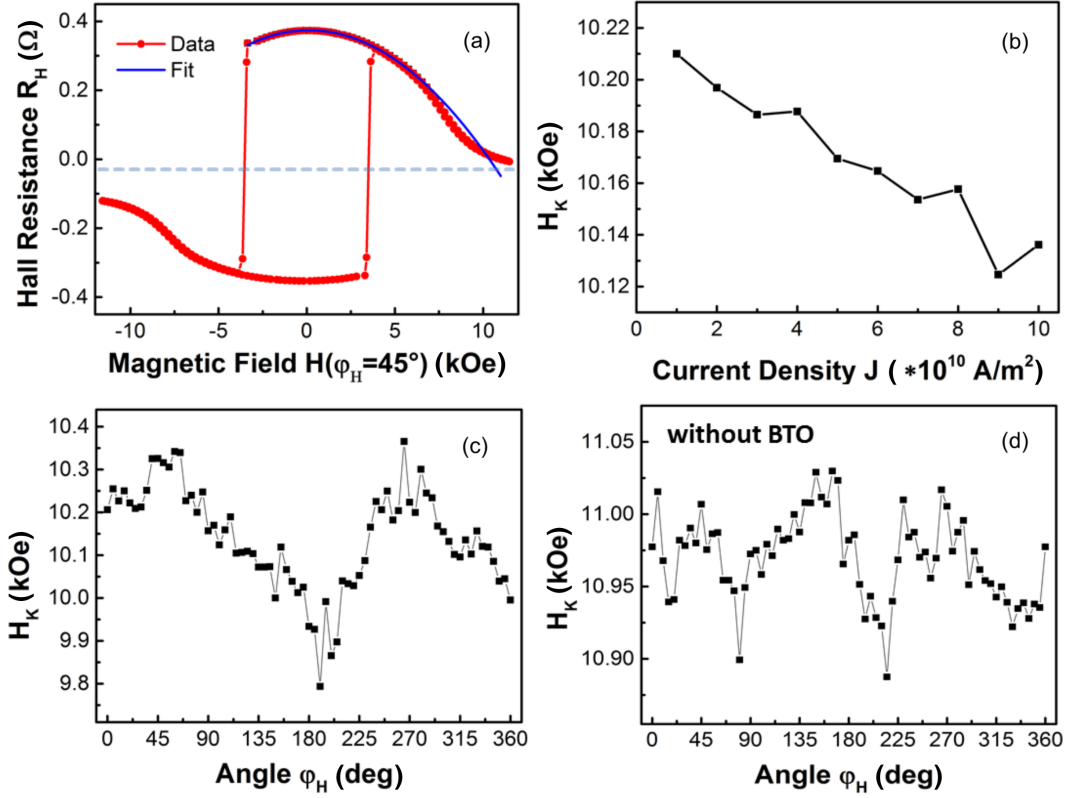 (a)
Data
Fit
Hall Resistance R_H (Ω)
0.4
0.2
0.0
-0.2
-0.4
-10 -5 0 5 10
Magnetic Field H(φ_H=45°) (kOe)
(b)
H_K (kOe)
10.22
10.20
10.18
10.16
10.14
10.12
0 2 4 6 8 10
Current Density J ( *10¹⁰ A/m²)
(c)
H_K (kOe)
10.4
10.3
10.2
10.1
10.0
9.9
9.8
0 45 90 135 180 225 270 315 360
Angle φ_H (deg)
without BTO
(d)
H_K (kOe)
11.05
11.00
10.95
10.90
0 45 90 135 180 225 270 315 360
Angle φ_H (deg)